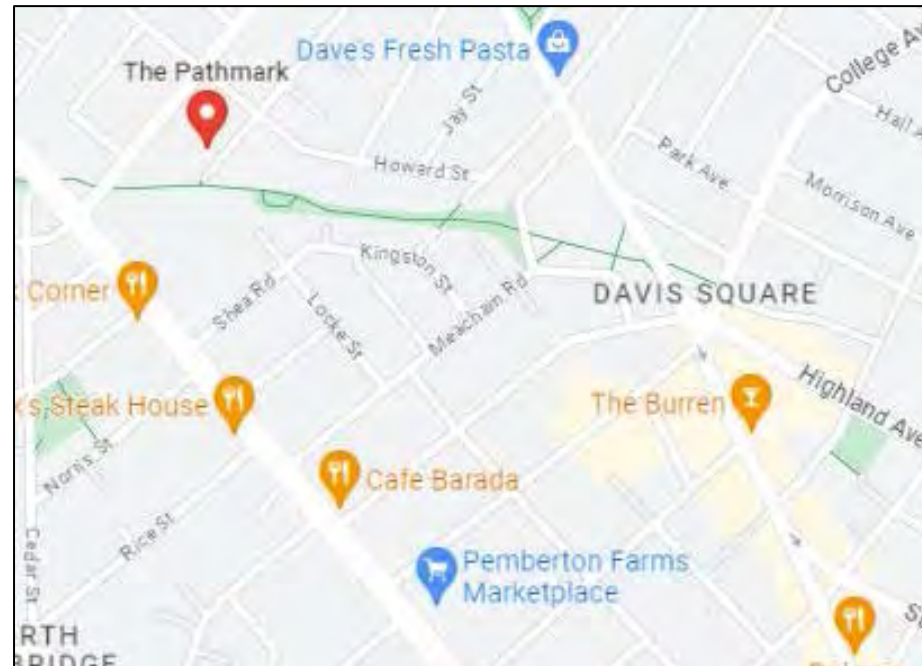 Dave's Fresh Pasta
College Av
The Pathmark
Jay St
Hall A
Howard St
Park Ave
Morrison Ave
Kingston St
Corner
Shea Rd
Meacham Rd
DAVIS SQUARE
Locke St
k's Steak House
The Burren
Highland Ave
Norris St
Cafe Barada
Rice St
Cedar St
Pemberton Farms
Marketplace
RTH
BRIDGE